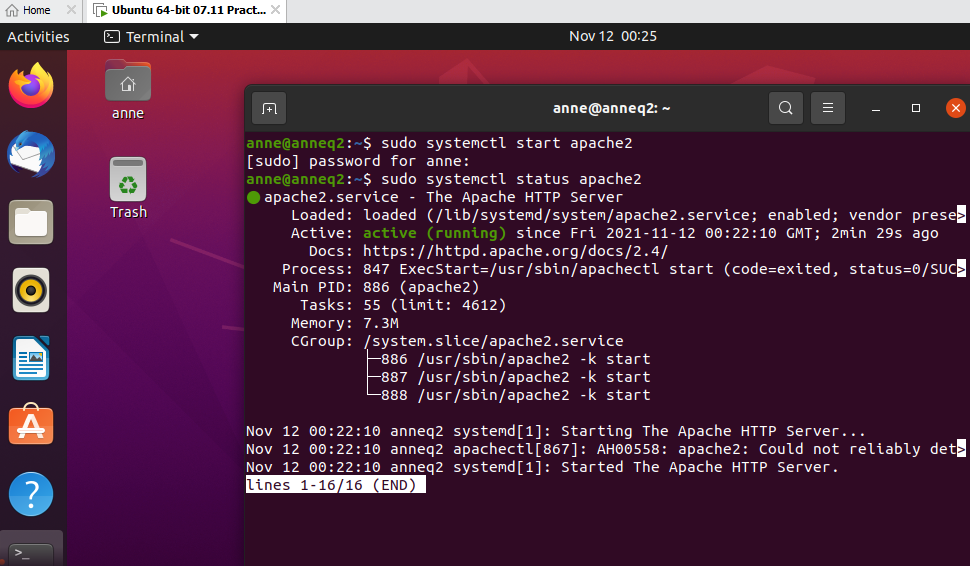 Home
Ubuntu 64-bit 07.11 Pract...
Activities
Terminal
Nov 12 00:25
anne
Trash
anne@anneq2: ~
anne@anneq2:~$ sudo systemctl start apache2
[sudo] password for anne:
anne@anneq2:~$ sudo systemctl status apache2
● apache2.service - The Apache HTTP Server
Loaded: loaded (/lib/systemd/system/apache2.service; enabled; vendor prese>
Active: active (running) since Fri 2021-11-12 00:22:10 GMT; 2min 29s ago
Docs: https://httpd.apache.org/docs/2.4/
Process: 847 ExecStart=/usr/sbin/apachectl start (code=exited, status=0/SUC>
Main PID: 886 (apache2)
Tasks: 55 (limit: 4612)
Memory: 7.3M
CGroup: /system.slice/apache2.service
├─886 /usr/sbin/apache2 -k start
├─887 /usr/sbin/apache2 -k start
└─888 /usr/sbin/apache2 -k start
Nov 12 00:22:10 anneq2 systemd[1]: Starting The Apache HTTP Server...
Nov 12 00:22:10 anneq2 apachectl[867]: AH00558: apache2: Could not reliably det>
Nov 12 00:22:10 anneq2 systemd[1]: Started The Apache HTTP Server.
lines 1-16/16 (END)